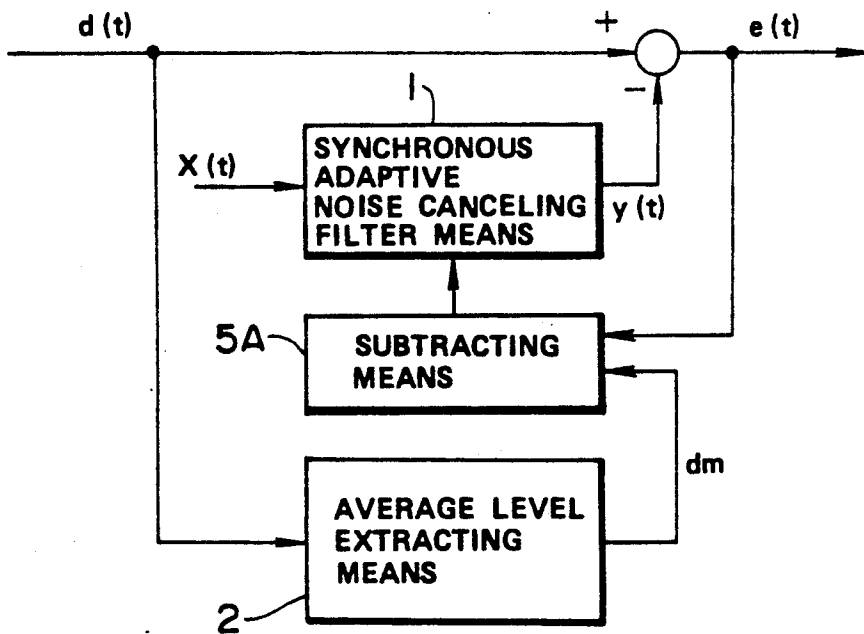 d(t)
+
e(t)
−
1
X(t)
SYNCHRONOUS
ADAPTIVE
NOISE CANCELING
FILTER MEANS
y(t)
5A
SUBTRACTING
MEANS
dm
AVERAGE LEVEL
EXTRACTING
MEANS
2